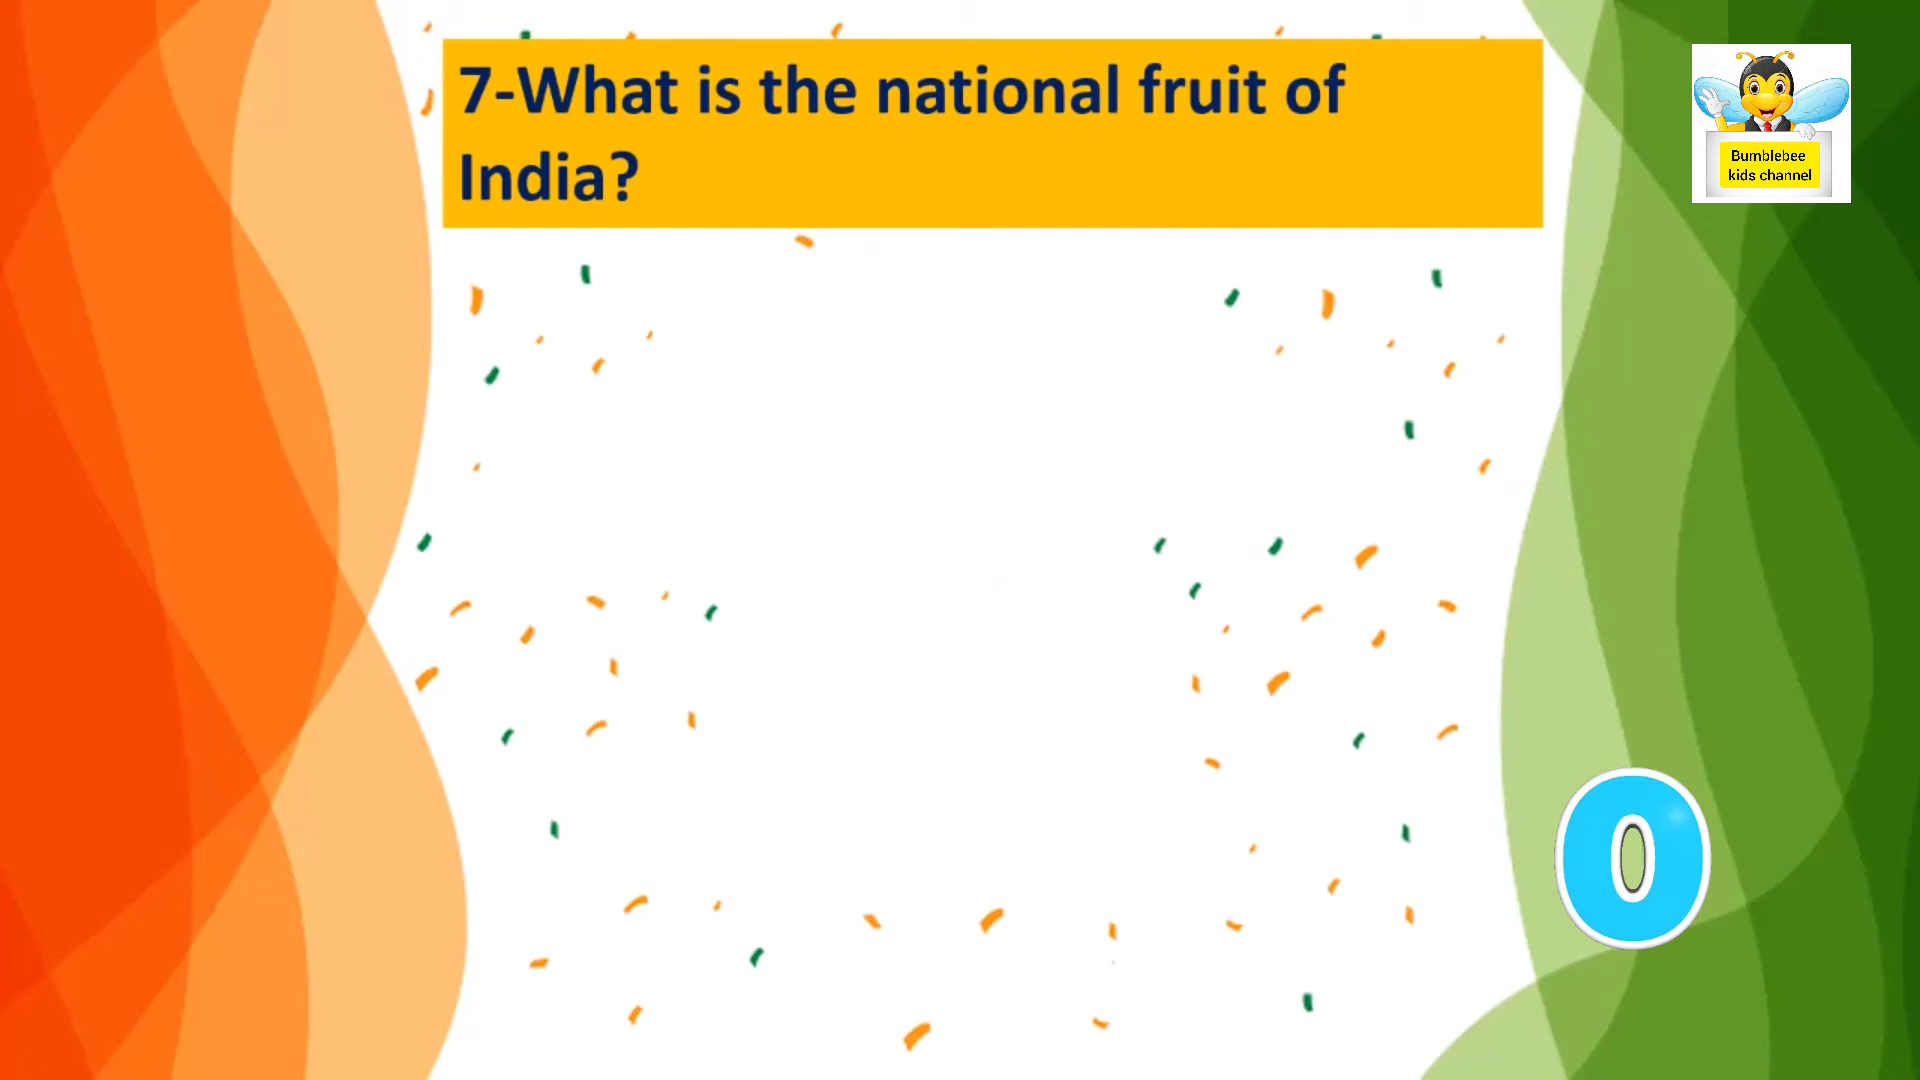 7-What is the national fruit of
India?
Bumblebee
kids channel
0